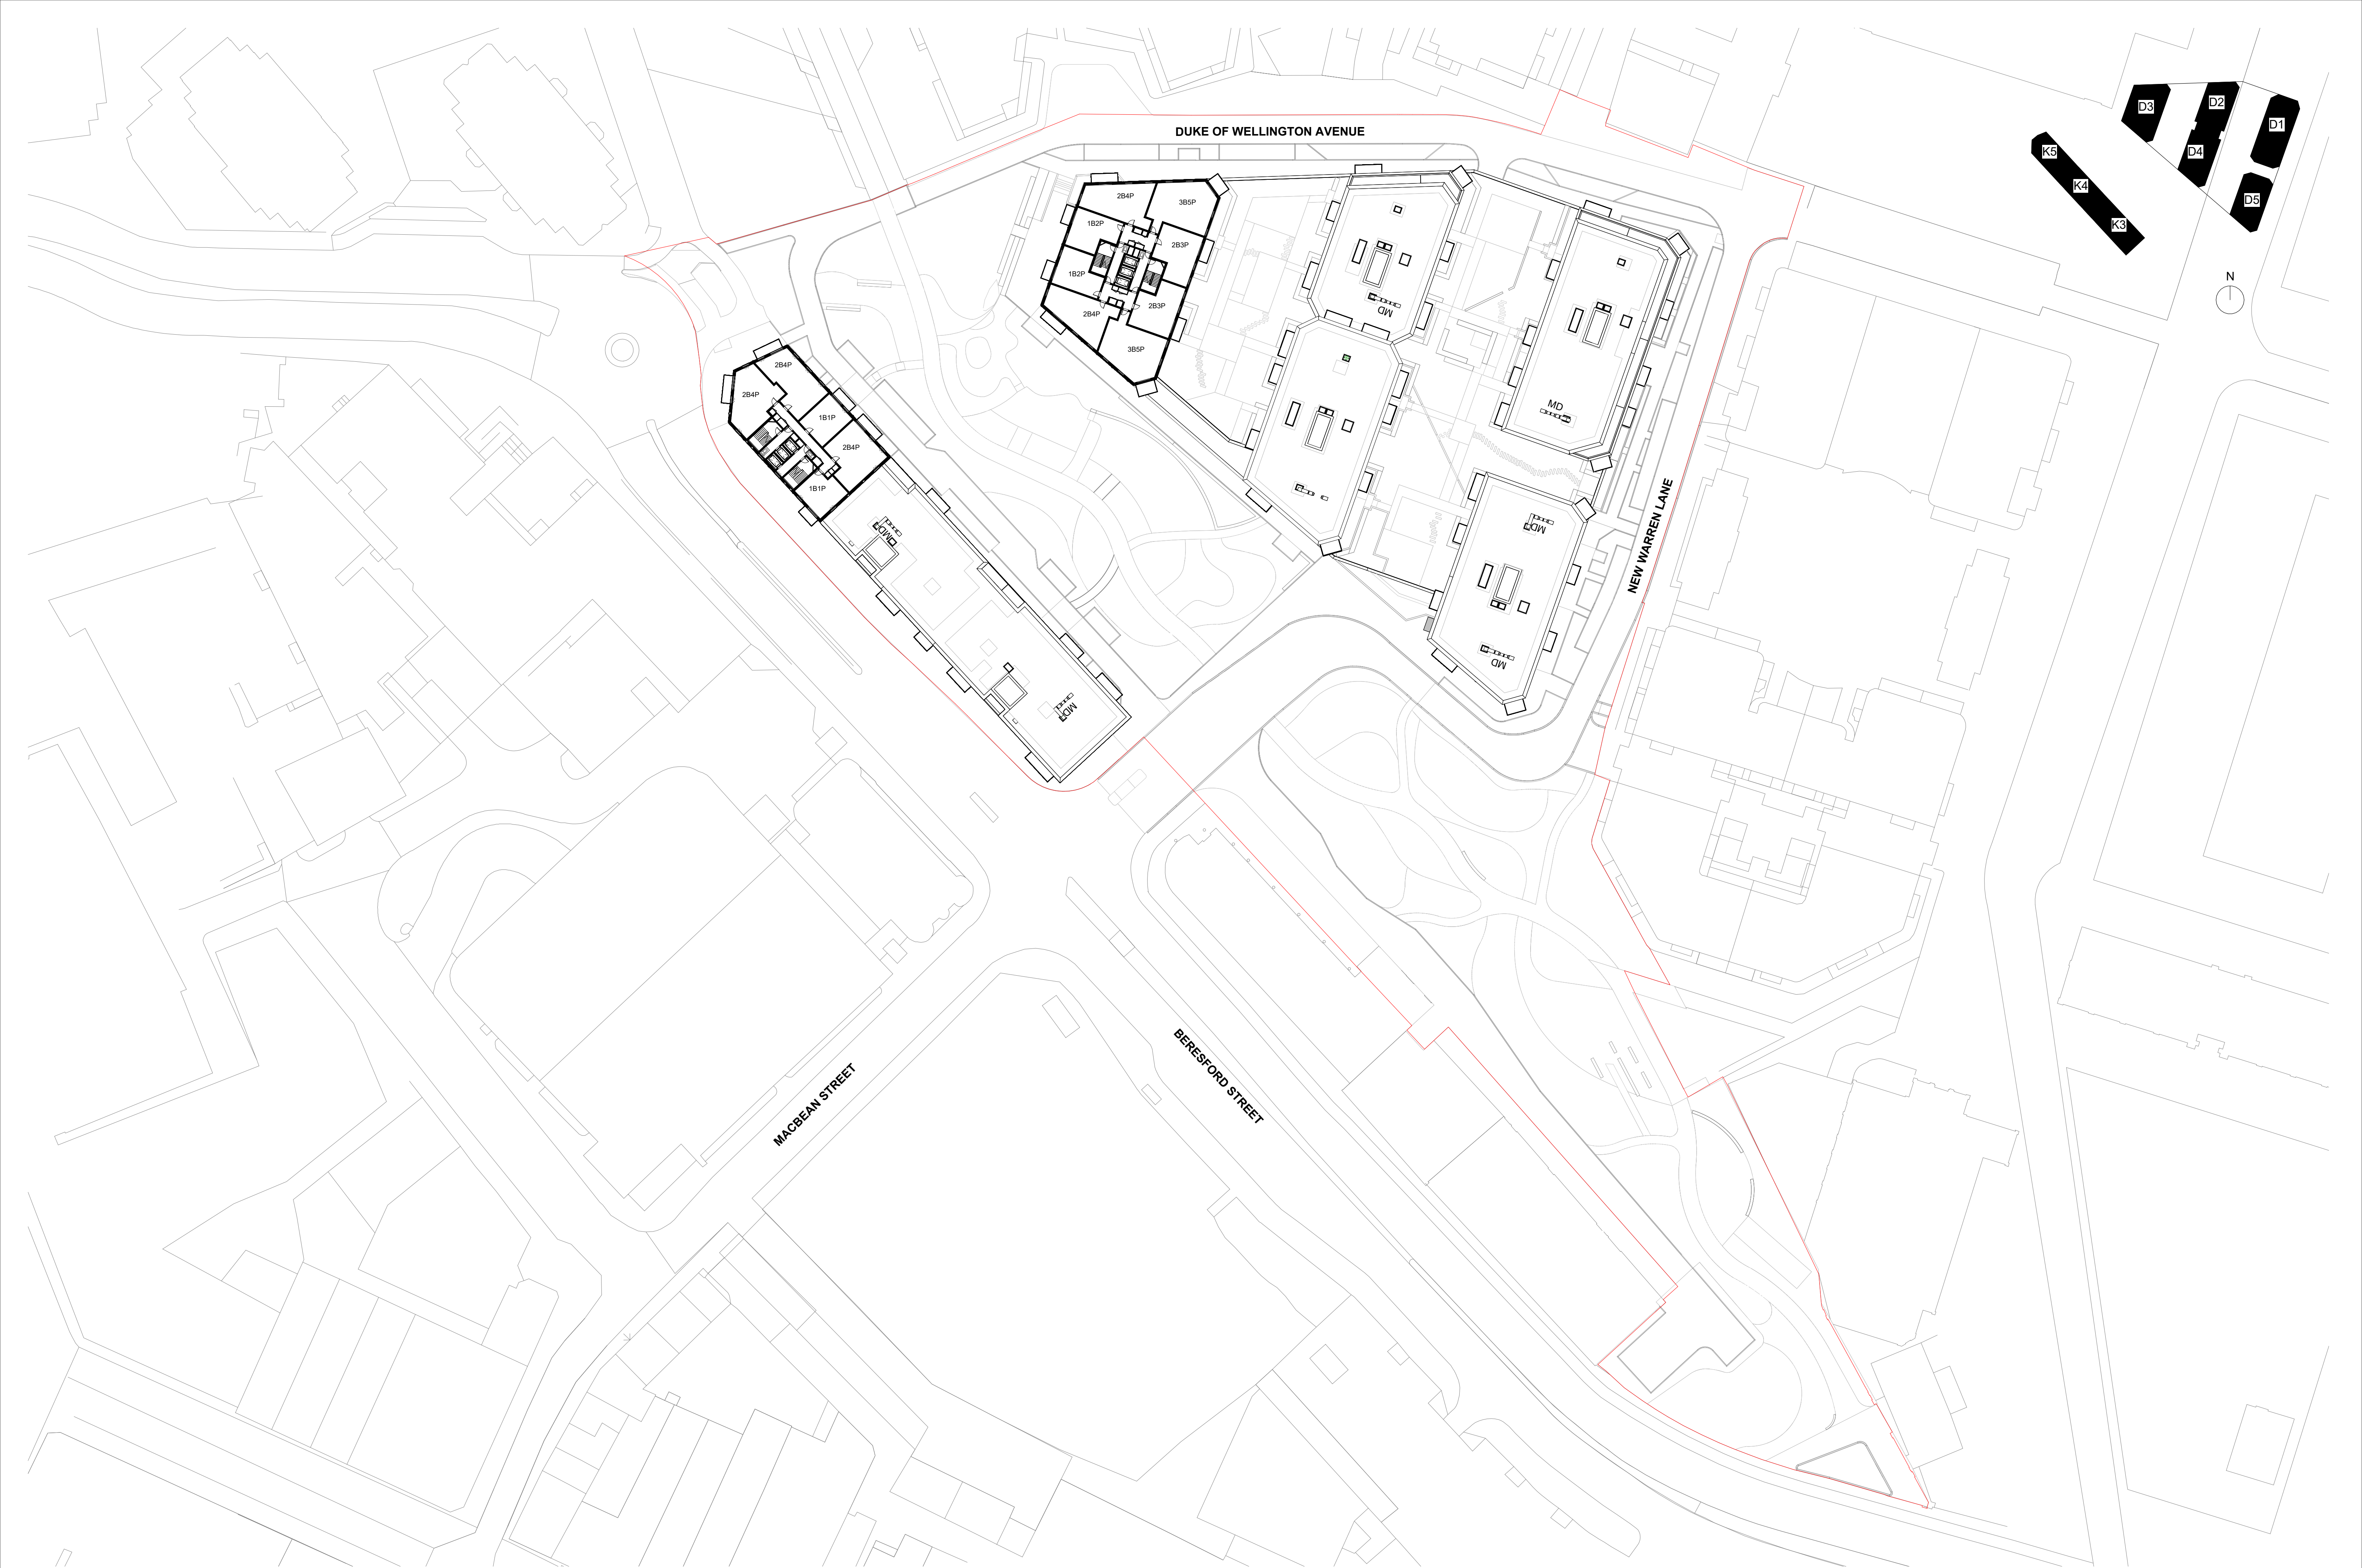 D3
D2
D1
K5
D4
K4
D5
K3
N
DUKE OF WELLINGTON AVENUE
2B4P
3B5P
1B2P
2B3P
1B2P
2B3P
2B4P
3B5P
MD
MD
MD
MD
2B4P
2B4P
1B1P
2B4P
1B1P
MD
MD
NEW WARREN LANE
MACBEAN STREET
BERESFORD STREET